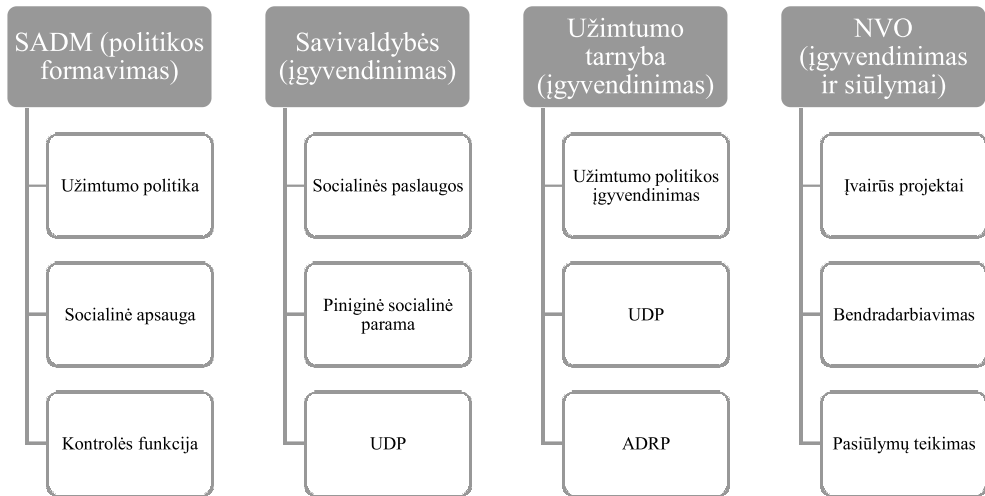 SADM (politikos
formavimas)
Užimtumo politika
Socialinė apsauga
Kontrolės funkcija
Savivaldybės
(įgyvendinimas)
Socialinės paslaugos
Piniginė socialinė
parama
UDP
Užimtumo
tarnyba
(įgyvendinimas)
Užimtumo politikos
įgyvendinimas
UDP
ADRP
NVO
(įgyvendinimas
ir siūlymai)
Įvairūs projektai
Bendradarbiavimas
Pasiūlymų teikimas